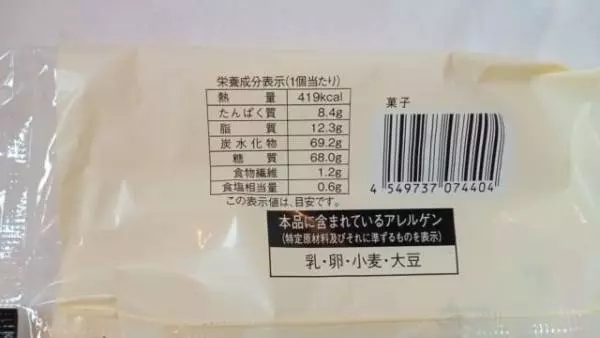 栄養成分表示(1個当たり)
熱量 419kcal
たんぱく質 8.4g
脂質 12.3g
炭水化物 69.2g
糖質 68.0g
食物繊維 1.2g
食塩相当量 0.6g
この表示値は、目安です。
菓子
4 549737 074404
本品に含まれているアレルゲン
(特定原材料及びそれに準ずるものを表示)
乳・卵・小麦・大豆